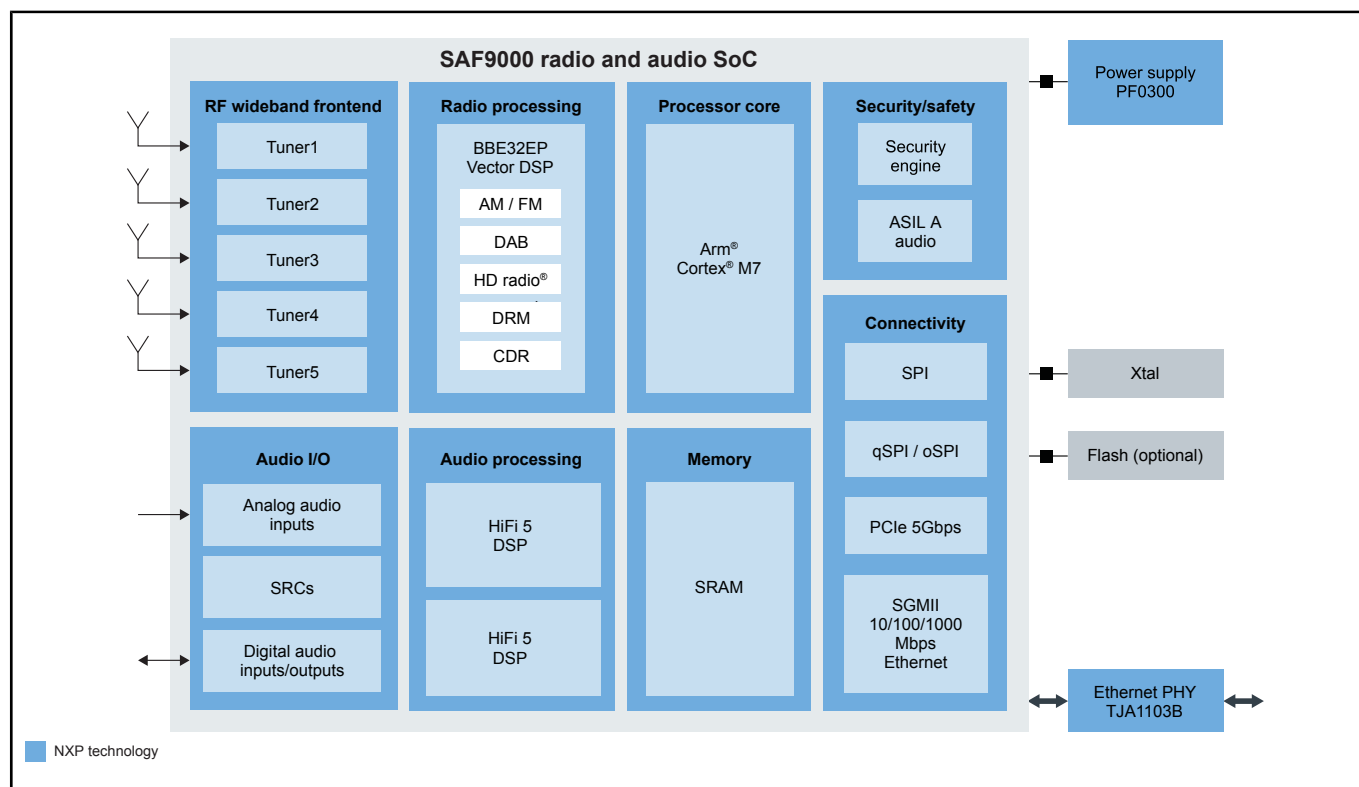 SAF9000 radio and audio SoC
RF wideband frontend
Tuner1
Tuner2
Tuner3
Tuner4
Tuner5
Radio processing
BBE32EP
Vector DSP
AM / FM
DAB
HD radio®
DRM
CDR
Processor core
Arm®
Cortex® M7
Security/safety
Security
engine
ASIL A
audio
Connectivity
SPI
qSPI / oSPI
PCIe 5Gbps
SGMII
10/100/1000
Mbps
Ethernet
Audio I/O
Analog audio
inputs
SRCs
Digital audio
inputs/outputs
Audio processing
HiFi 5
DSP
HiFi 5
DSP
Memory
SRAM
Power supply
PF0300
Xtal
Flash (optional)
Ethernet PHY
TJA1103B
NXP technology